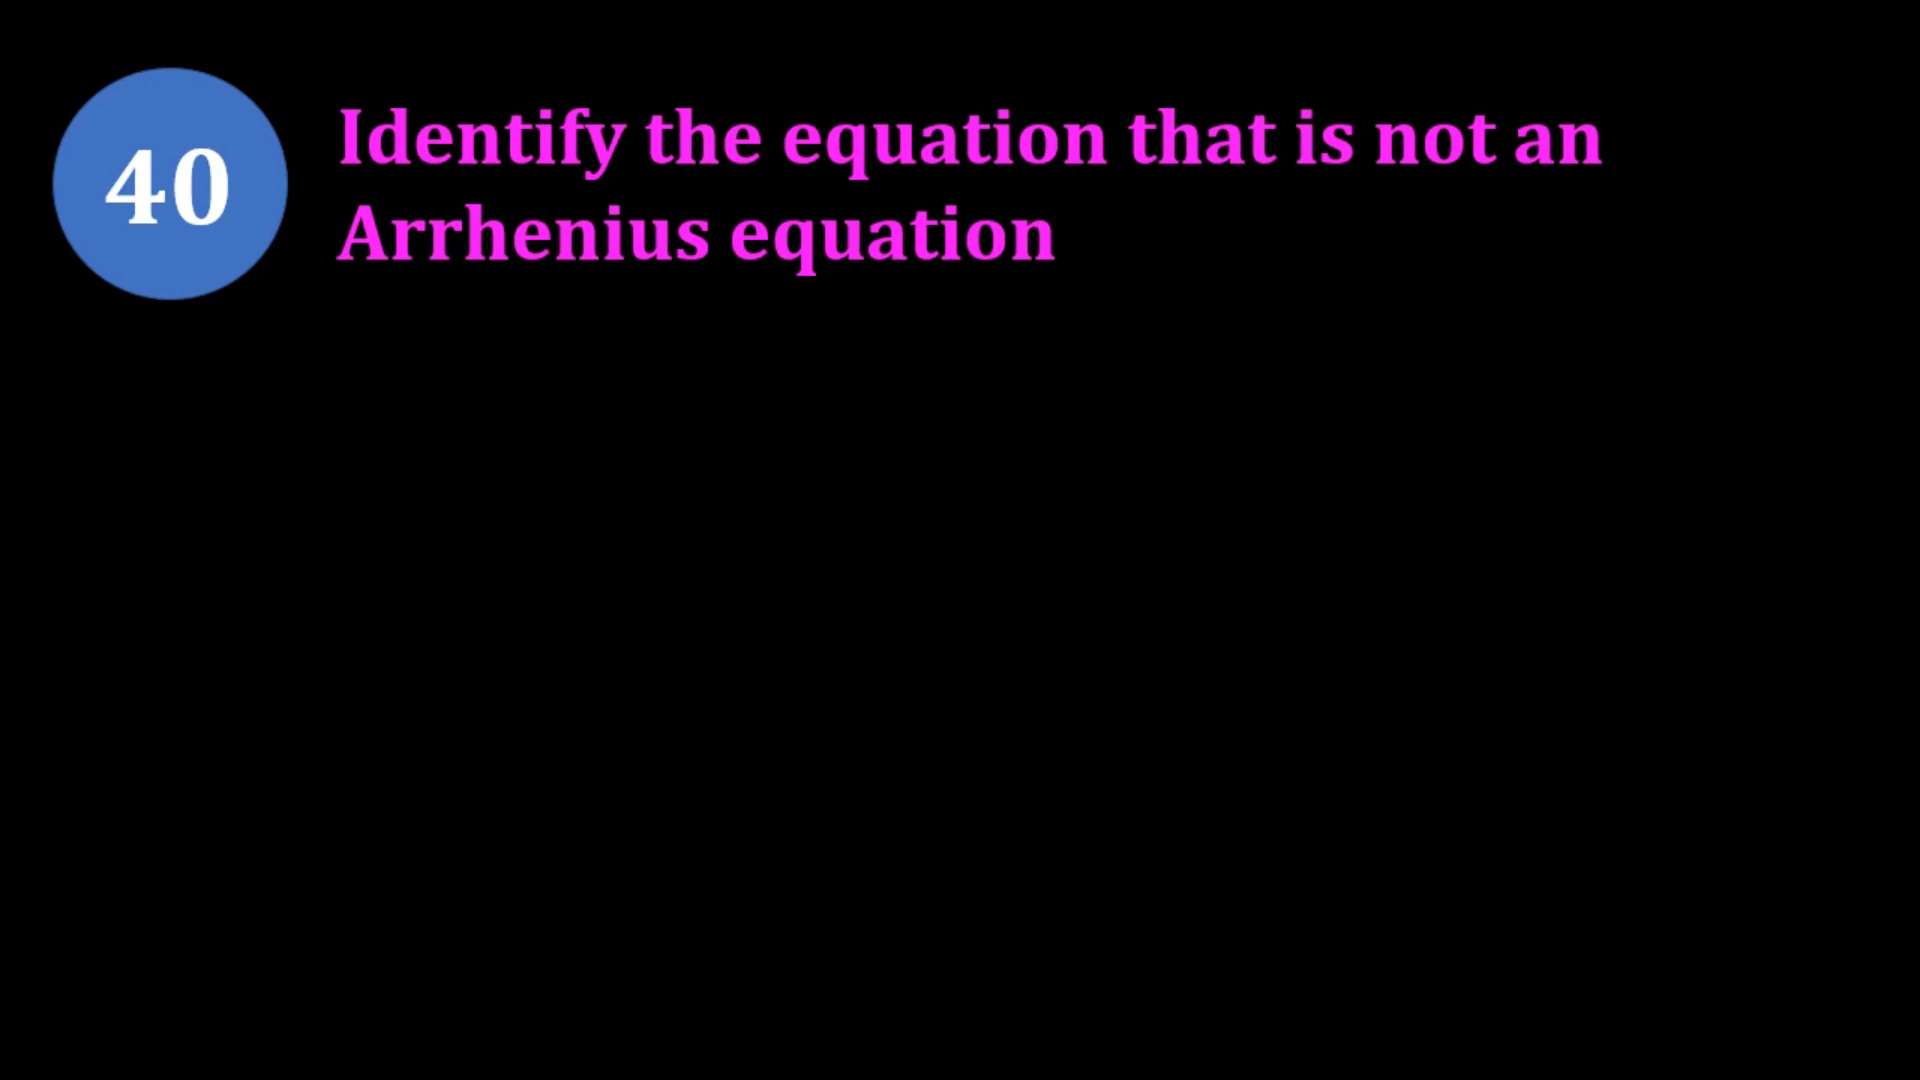 40
Identify the equation that is not an
Arrhenius equation